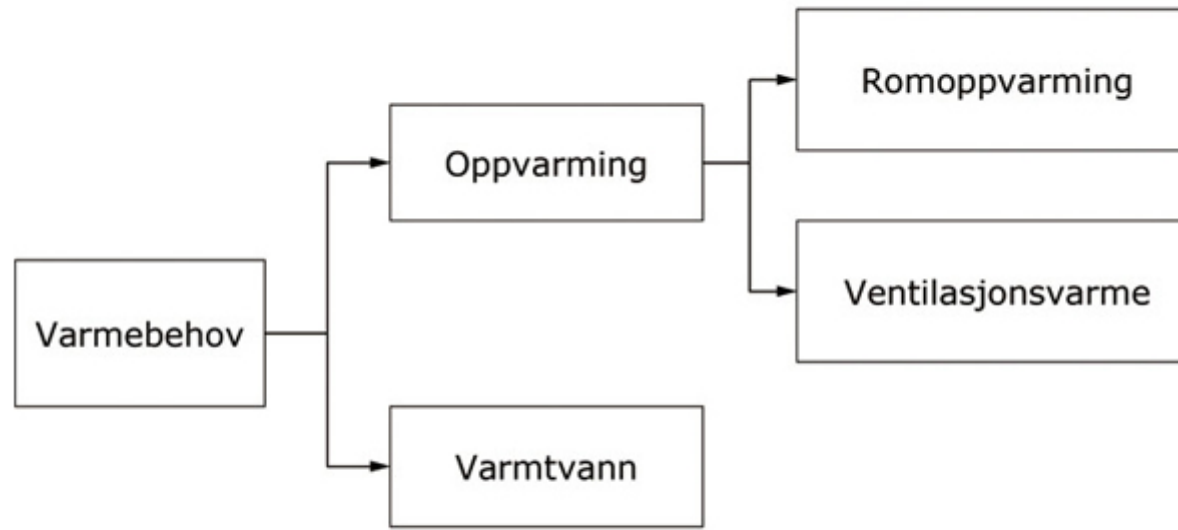 Varmebehov
Oppvarming
Varmtvann
Romoppvarming
Ventilasjonsvarme